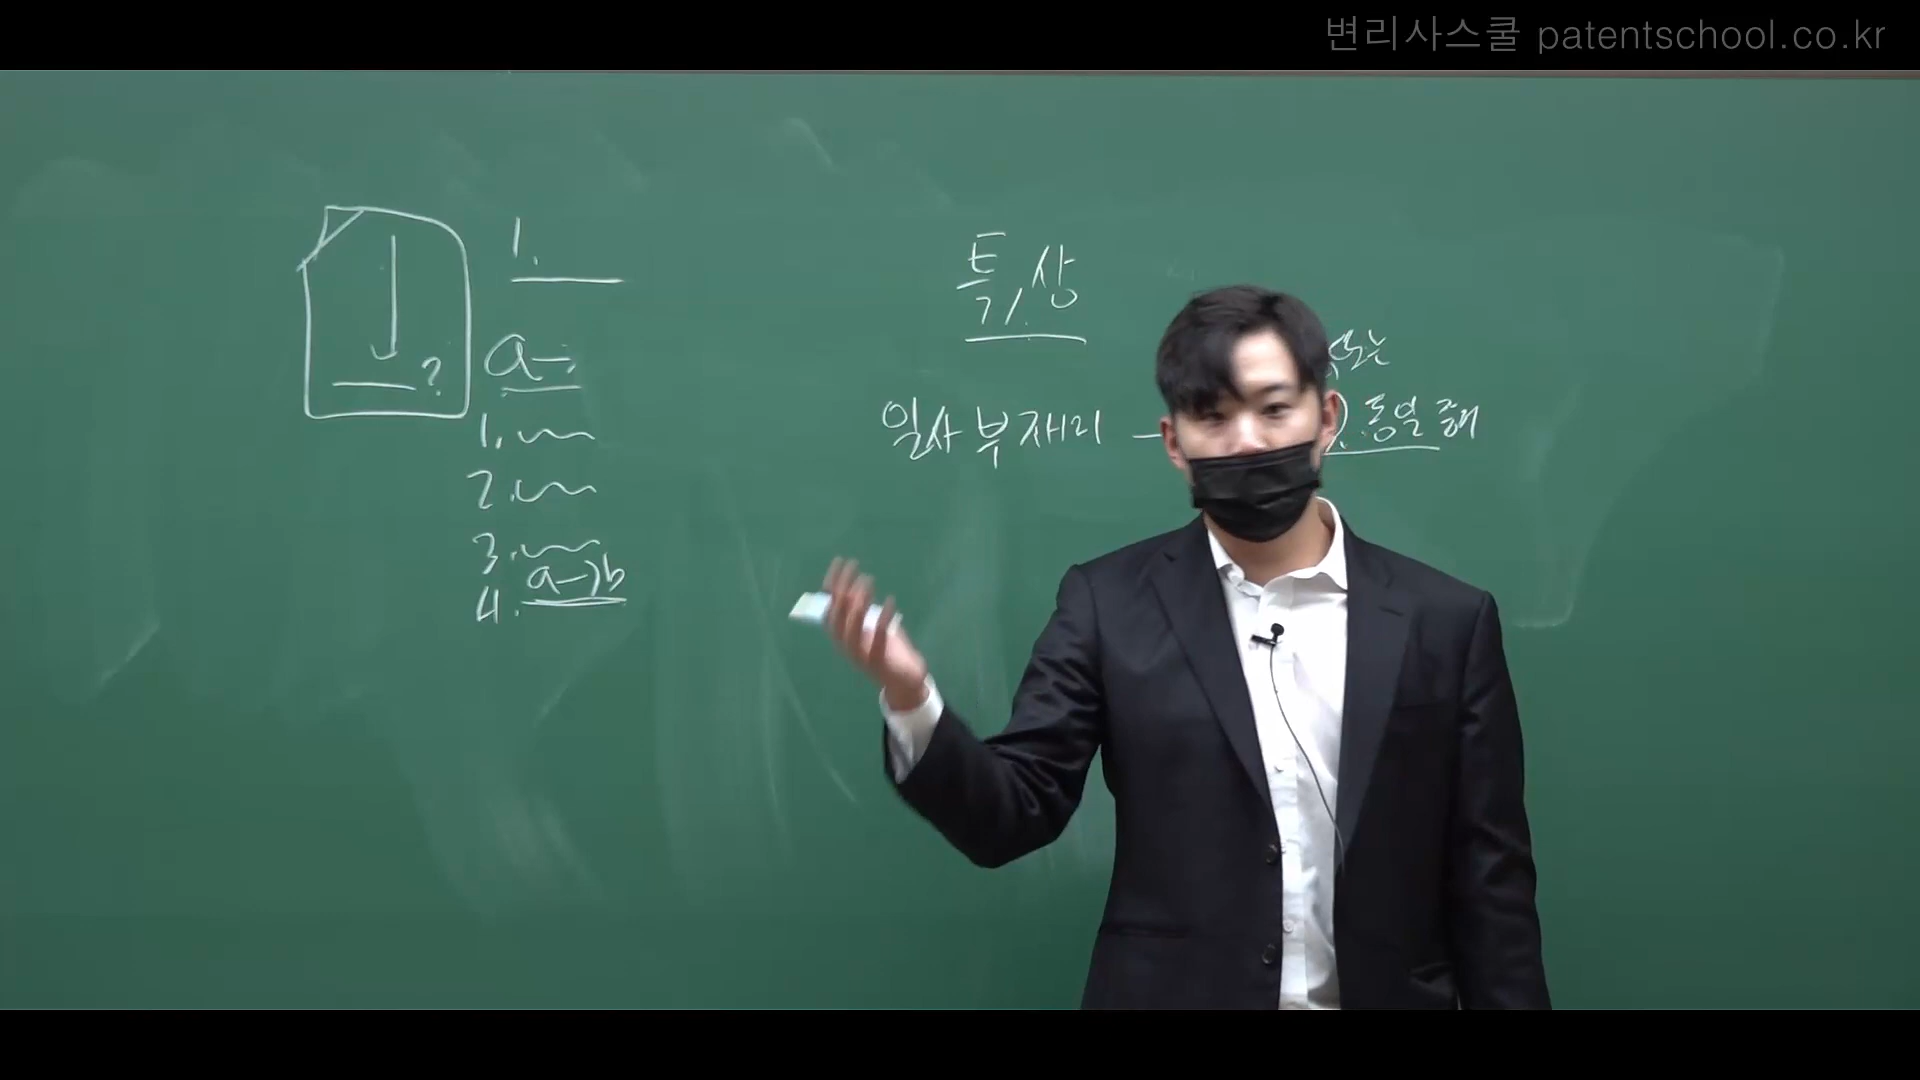 변리사스쿨 patentschool.co.kr
1.
?
a→
1.
2.
3.
a→b
4.
특/상
일사부재리 — ). 동일 증거